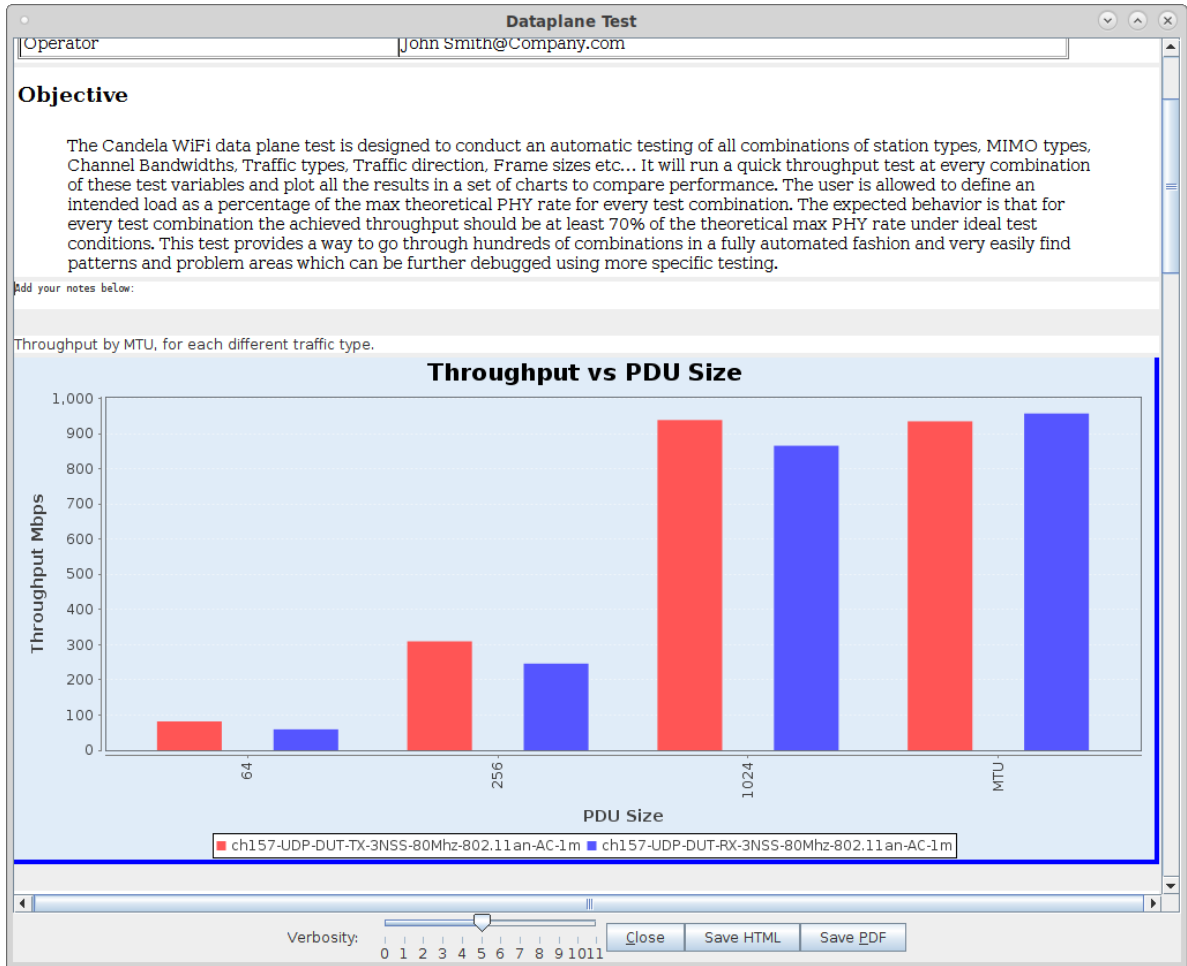 Dataplane Test
Operator John Smith@Company.com
Objective
The Candela WiFi data plane test is designed to conduct an automatic testing of all combinations of station types, MIMO types,
Channel Bandwidths, Traffic types, Traffic direction, Frame sizes etc... It will run a quick throughput test at every combination
of these test variables and plot all the results in a set of charts to compare performance. The user is allowed to define an
intended load as a percentage of the max theoretical PHY rate for every test combination. The expected behavior is that for
every test combination the achieved throughput should be at least 70% of the theoretical max PHY rate under ideal test
conditions. This test provides a way to go through hundreds of combinations in a fully automated fashion and very easily find
patterns and problem areas which can be further debugged using more specific testing.
Add your notes below:
Throughput by MTU, for each different traffic type.
Throughput vs PDU Size
Throughput Mbps
1,000
900
800
700
600
500
400
300
200
100
0
64 256 1024 MTU
PDU Size
ch157-UDP-DUT-TX-3NSS-80Mhz-802.11an-AC-1m ch157-UDP-DUT-RX-3NSS-80Mhz-802.11an-AC-1m
Verbosity:
0 1 2 3 4 5 6 7 8 9 10 11
Close Save HTML Save PDF